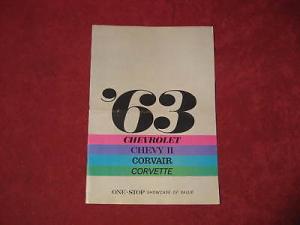 '63
CHEVROLET
CHEVY II
CORVAIR
CORVETTE
ONE-STOP SHOWCASE OF VALUE